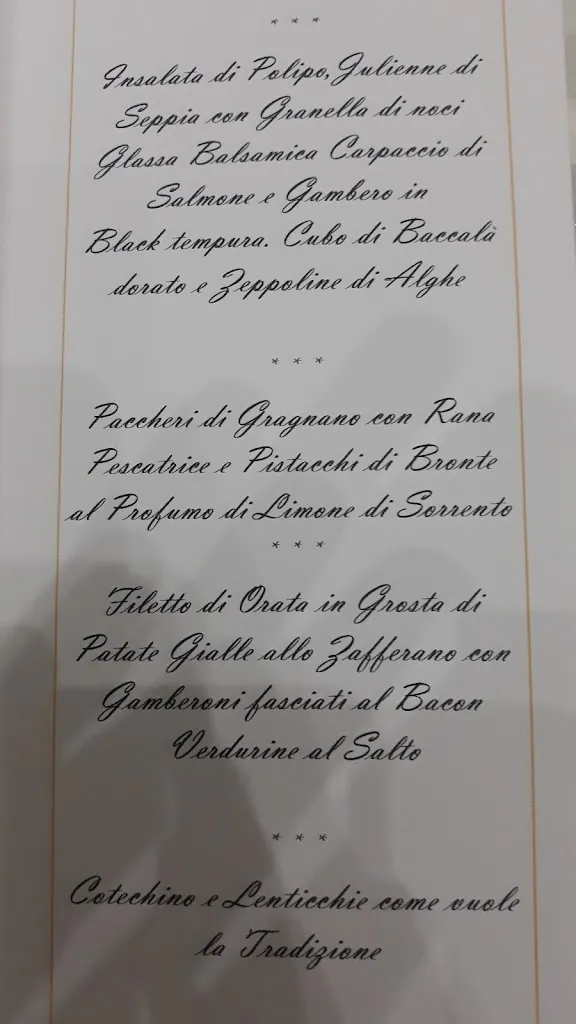 * * *
Insalata di Polipo, Julienne di
Seppia con Granella di noci
Glassa Balsamica Carpaccio di
Salmone e Gambero in
Black tempura. Cubo di Baccalà
dorato e Zeppoline di Alghe
* * *
Paccheri di Gragnano con Rana
Pescatrice e Pistacchi di Bronte
al Profumo di Limone di Sorrento
* * *
Filetto di Orata in Grosta di
Patate Gialle allo Zafferano con
Gamberoni fasciati al Bacon
Verdurine al Salto
* * *
Cotechino e Lenticchie come vuole
la Tradizione